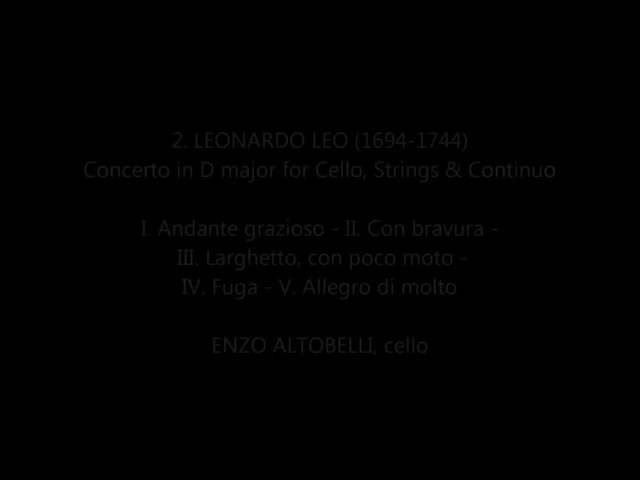 2. LEONARDO LEO (1694-1744)
Concerto in D major for Cello, Strings & Continuo
I. Andante grazioso - II. Con bravura -
III. Larghetto, con poco moto -
IV. Fuga - V. Allegro di molto
ENZO ALTOBELLI, cello